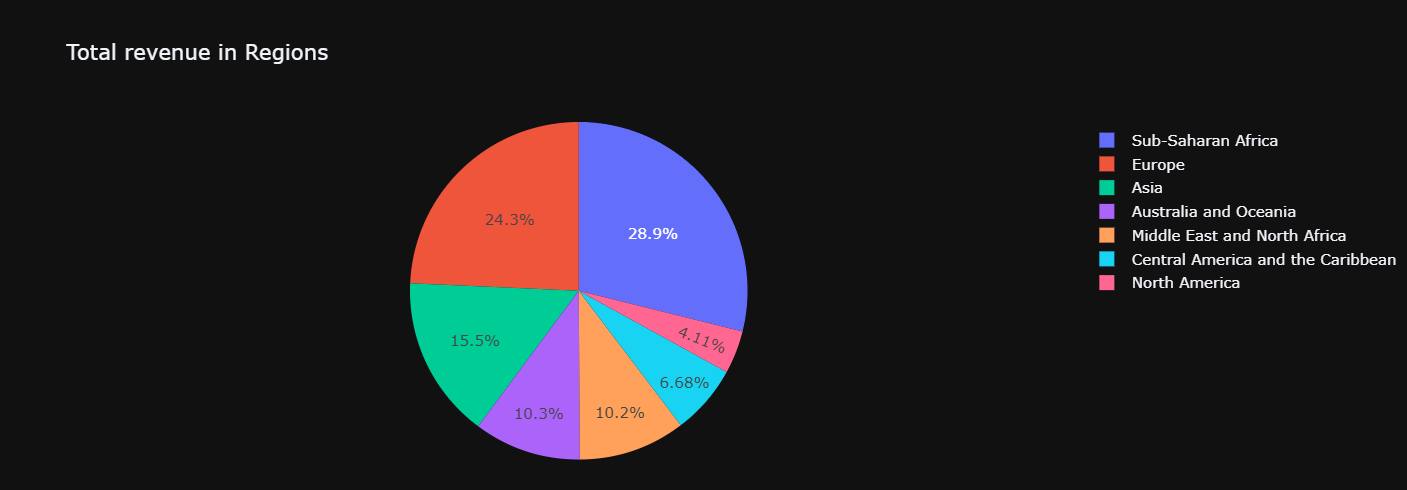 Total revenue in Regions
28.9%
24.3%
15.5%
10.3%
10.2%
6.68%
4.11%
Sub-Saharan Africa
Europe
Asia
Australia and Oceania
Middle East and North Africa
Central America and the Caribbean
North America